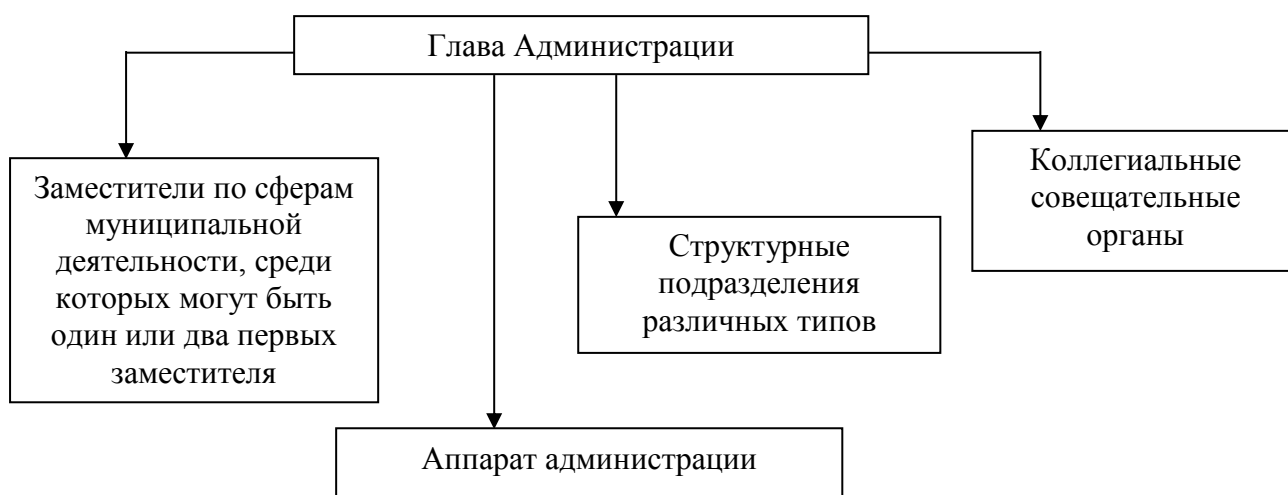 Глава Администрации
Заместители по сферам
муниципальной
деятельности, среди
которых могут быть
один или два первых
заместителя
Структурные
подразделения
различных типов
Коллегиальные
совещательные
органы
Аппарат администрации